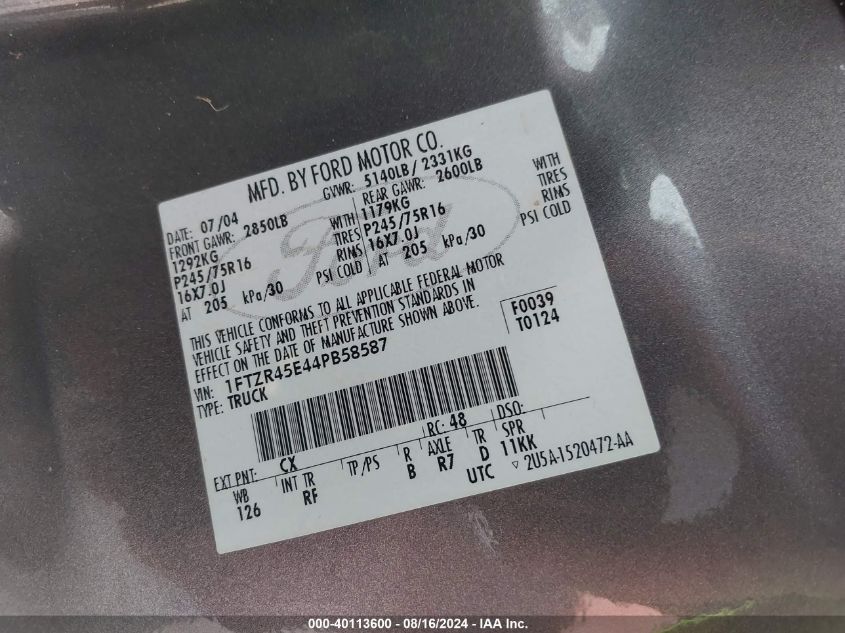 MFD. BY FORD MOTOR CO.
DATE: 07/04 GVWR: 5140LB/ 2331KG
FRONT GAWR: 2850LB REAR GAWR: 2600LB
1292KG WITH 1179KG WITH
P245/75R16 TIRES P245/75R16 TIRES
16X7.0J RIMS 16X7.0J RIMS
AT 205 kPa/30 PSI COLD AT 205 kPa/30 PSI COLD
Ford
THIS VEHICLE CONFORMS TO ALL APPLICABLE FEDERAL MOTOR
VEHICLE SAFETY AND THEFT PREVENTION STANDARDS IN
EFFECT ON THE DATE OF MANUFACTURE SHOWN ABOVE.
VIN: 1FTZR45E44PB58587
TYPE: TRUCK
F0039
T0124
EXT PNT: CX RC: 48 DSO:
WB INT TR TP/PS R AXLE TR SPR
126 RF B R7 D 11KK
UTC ▽ 2U5A-1520472-AA
000-40113600 - 08/16/2024 - IAA Inc.